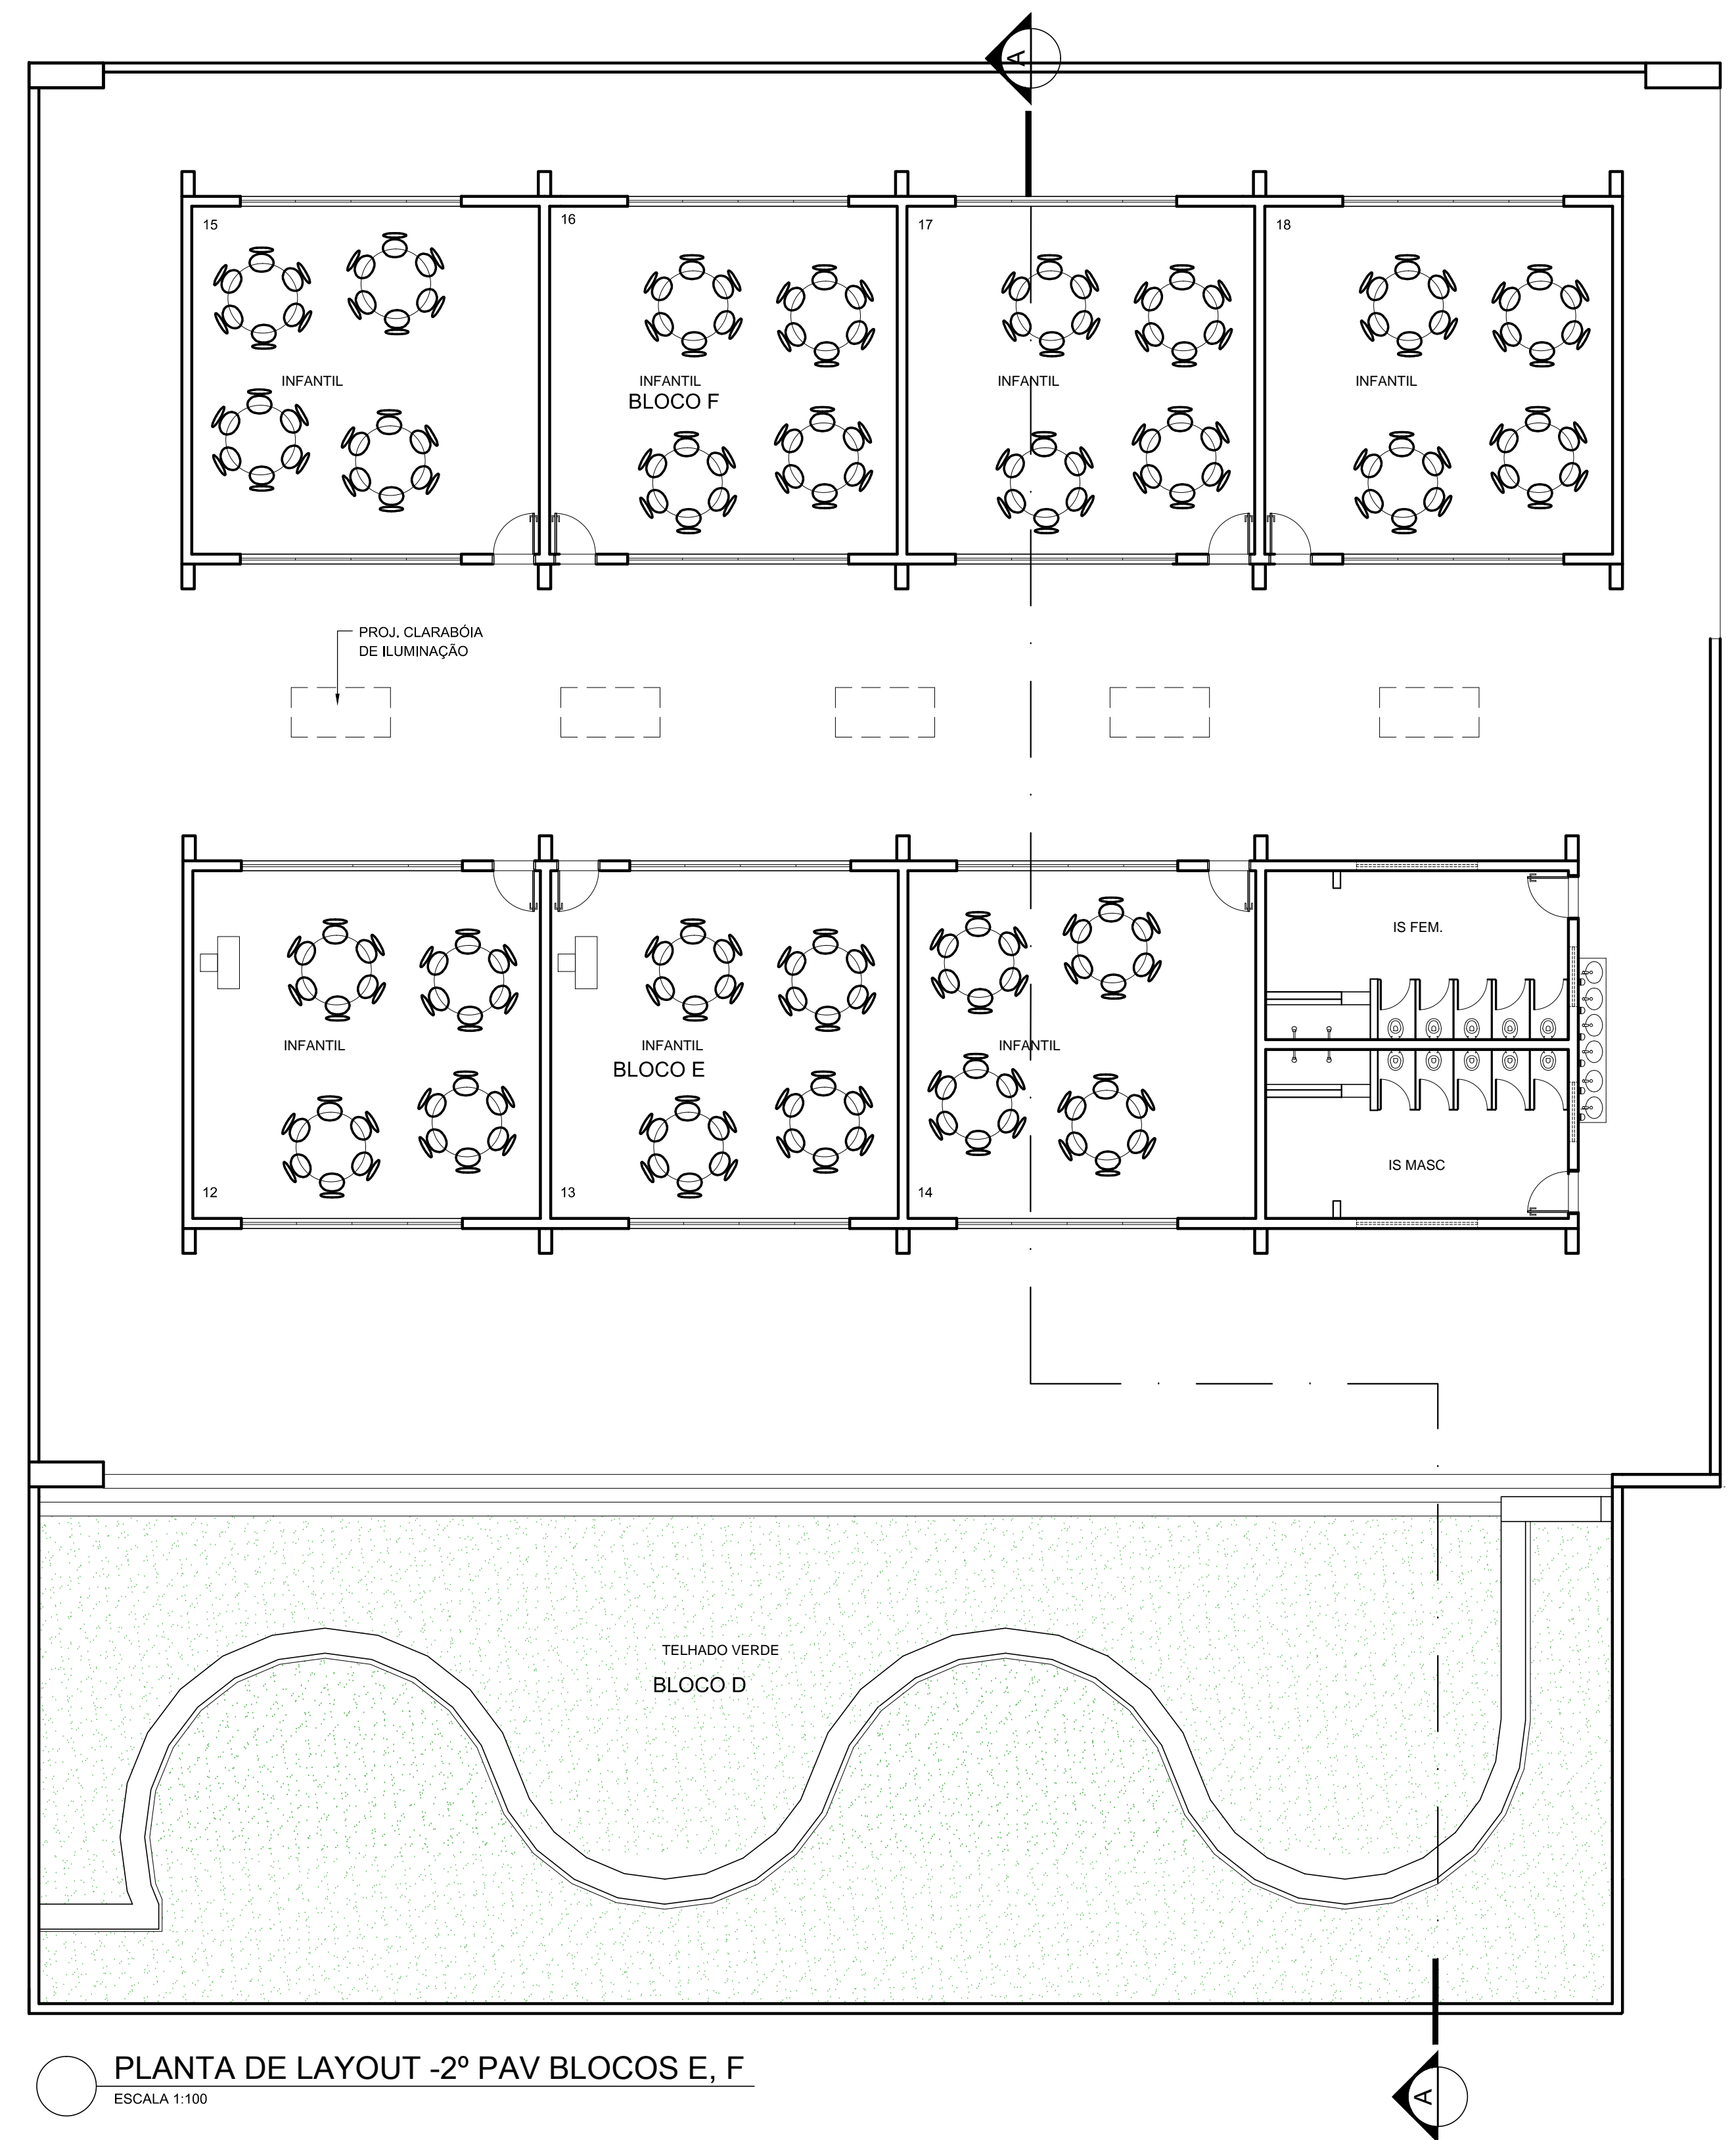 A
15
16
17
18
INFANTIL
INFANTIL
INFANTIL
INFANTIL
BLOCO F
PROJ. CLARABÓIA
DE ILUMINAÇÃO
IS FEM.
INFANTIL
INFANTIL
INFANTIL
BLOCO E
IS MASC
12
13
14
TELHADO VERDE
BLOCO D
PLANTA DE LAYOUT -2º PAV BLOCOS E, F
ESCALA 1:100
A